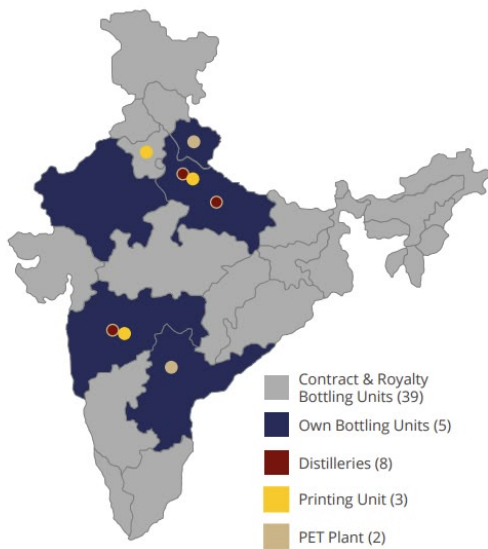 Contract & Royalty
Bottling Units (39)
Own Bottling Units (5)
Distilleries (8)
Printing Unit (3)
PET Plant (2)